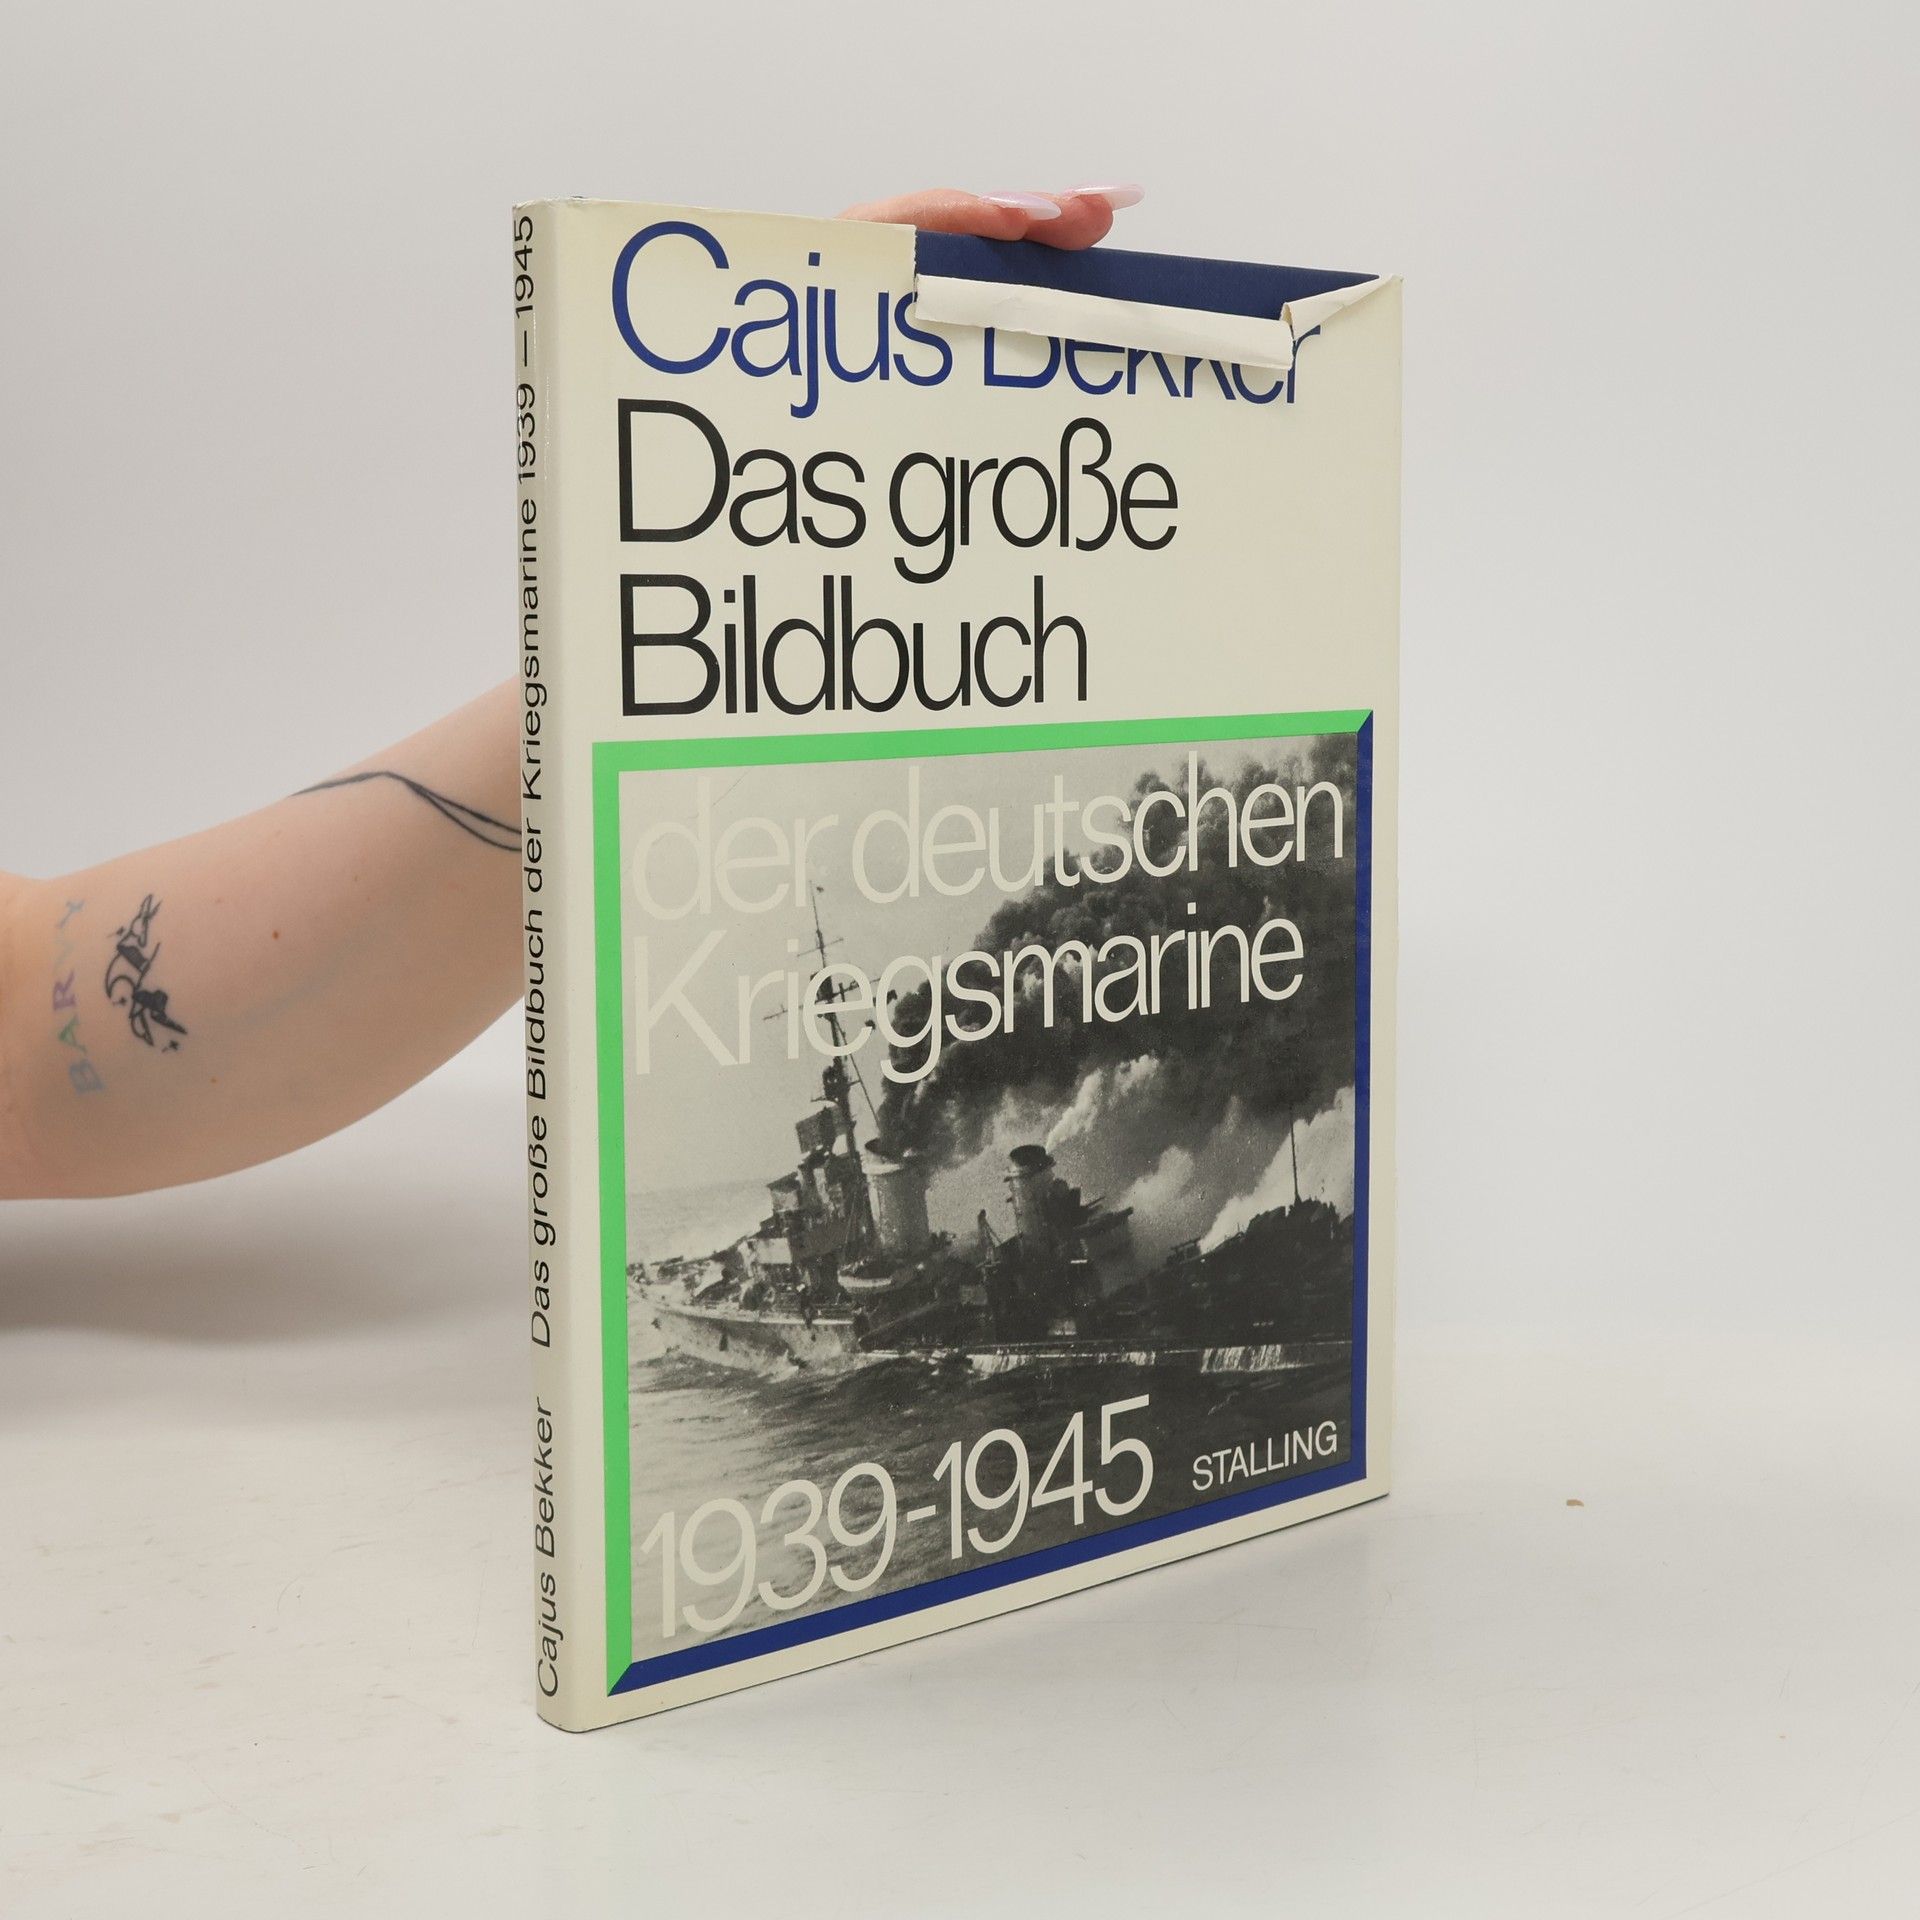 Cajus Bekker
Das große
Bildbuch
der deutschen
Kriegsmarine
1939-1945
STALLING
Cajus Bekker Das große Bildbuch der Kriegsmarine 1939 – 1945
BARVY